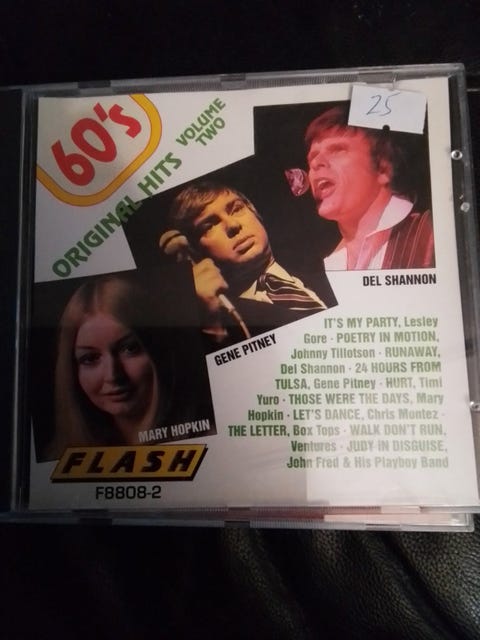 60's
ORIGINAL HITS VOLUME
TWO
25
DEL SHANNON
GENE PITNEY
MARY HOPKIN
IT'S MY PARTY, Lesley
Gore · POETRY IN MOTION,
Johnny Tillotson · RUNAWAY,
Del Shannon · 24 HOURS FROM
TULSA, Gene Pitney · HURT, Timi
Yuro · THOSE WERE THE DAYS, Mary
Hopkin · LET'S DANCE, Chris Montez ·
THE LETTER, Box Tops · WALK DON'T RUN,
Ventures · JUDY IN DISGUISE,
John Fred & His Playboy Band
FLASH
F8808-2